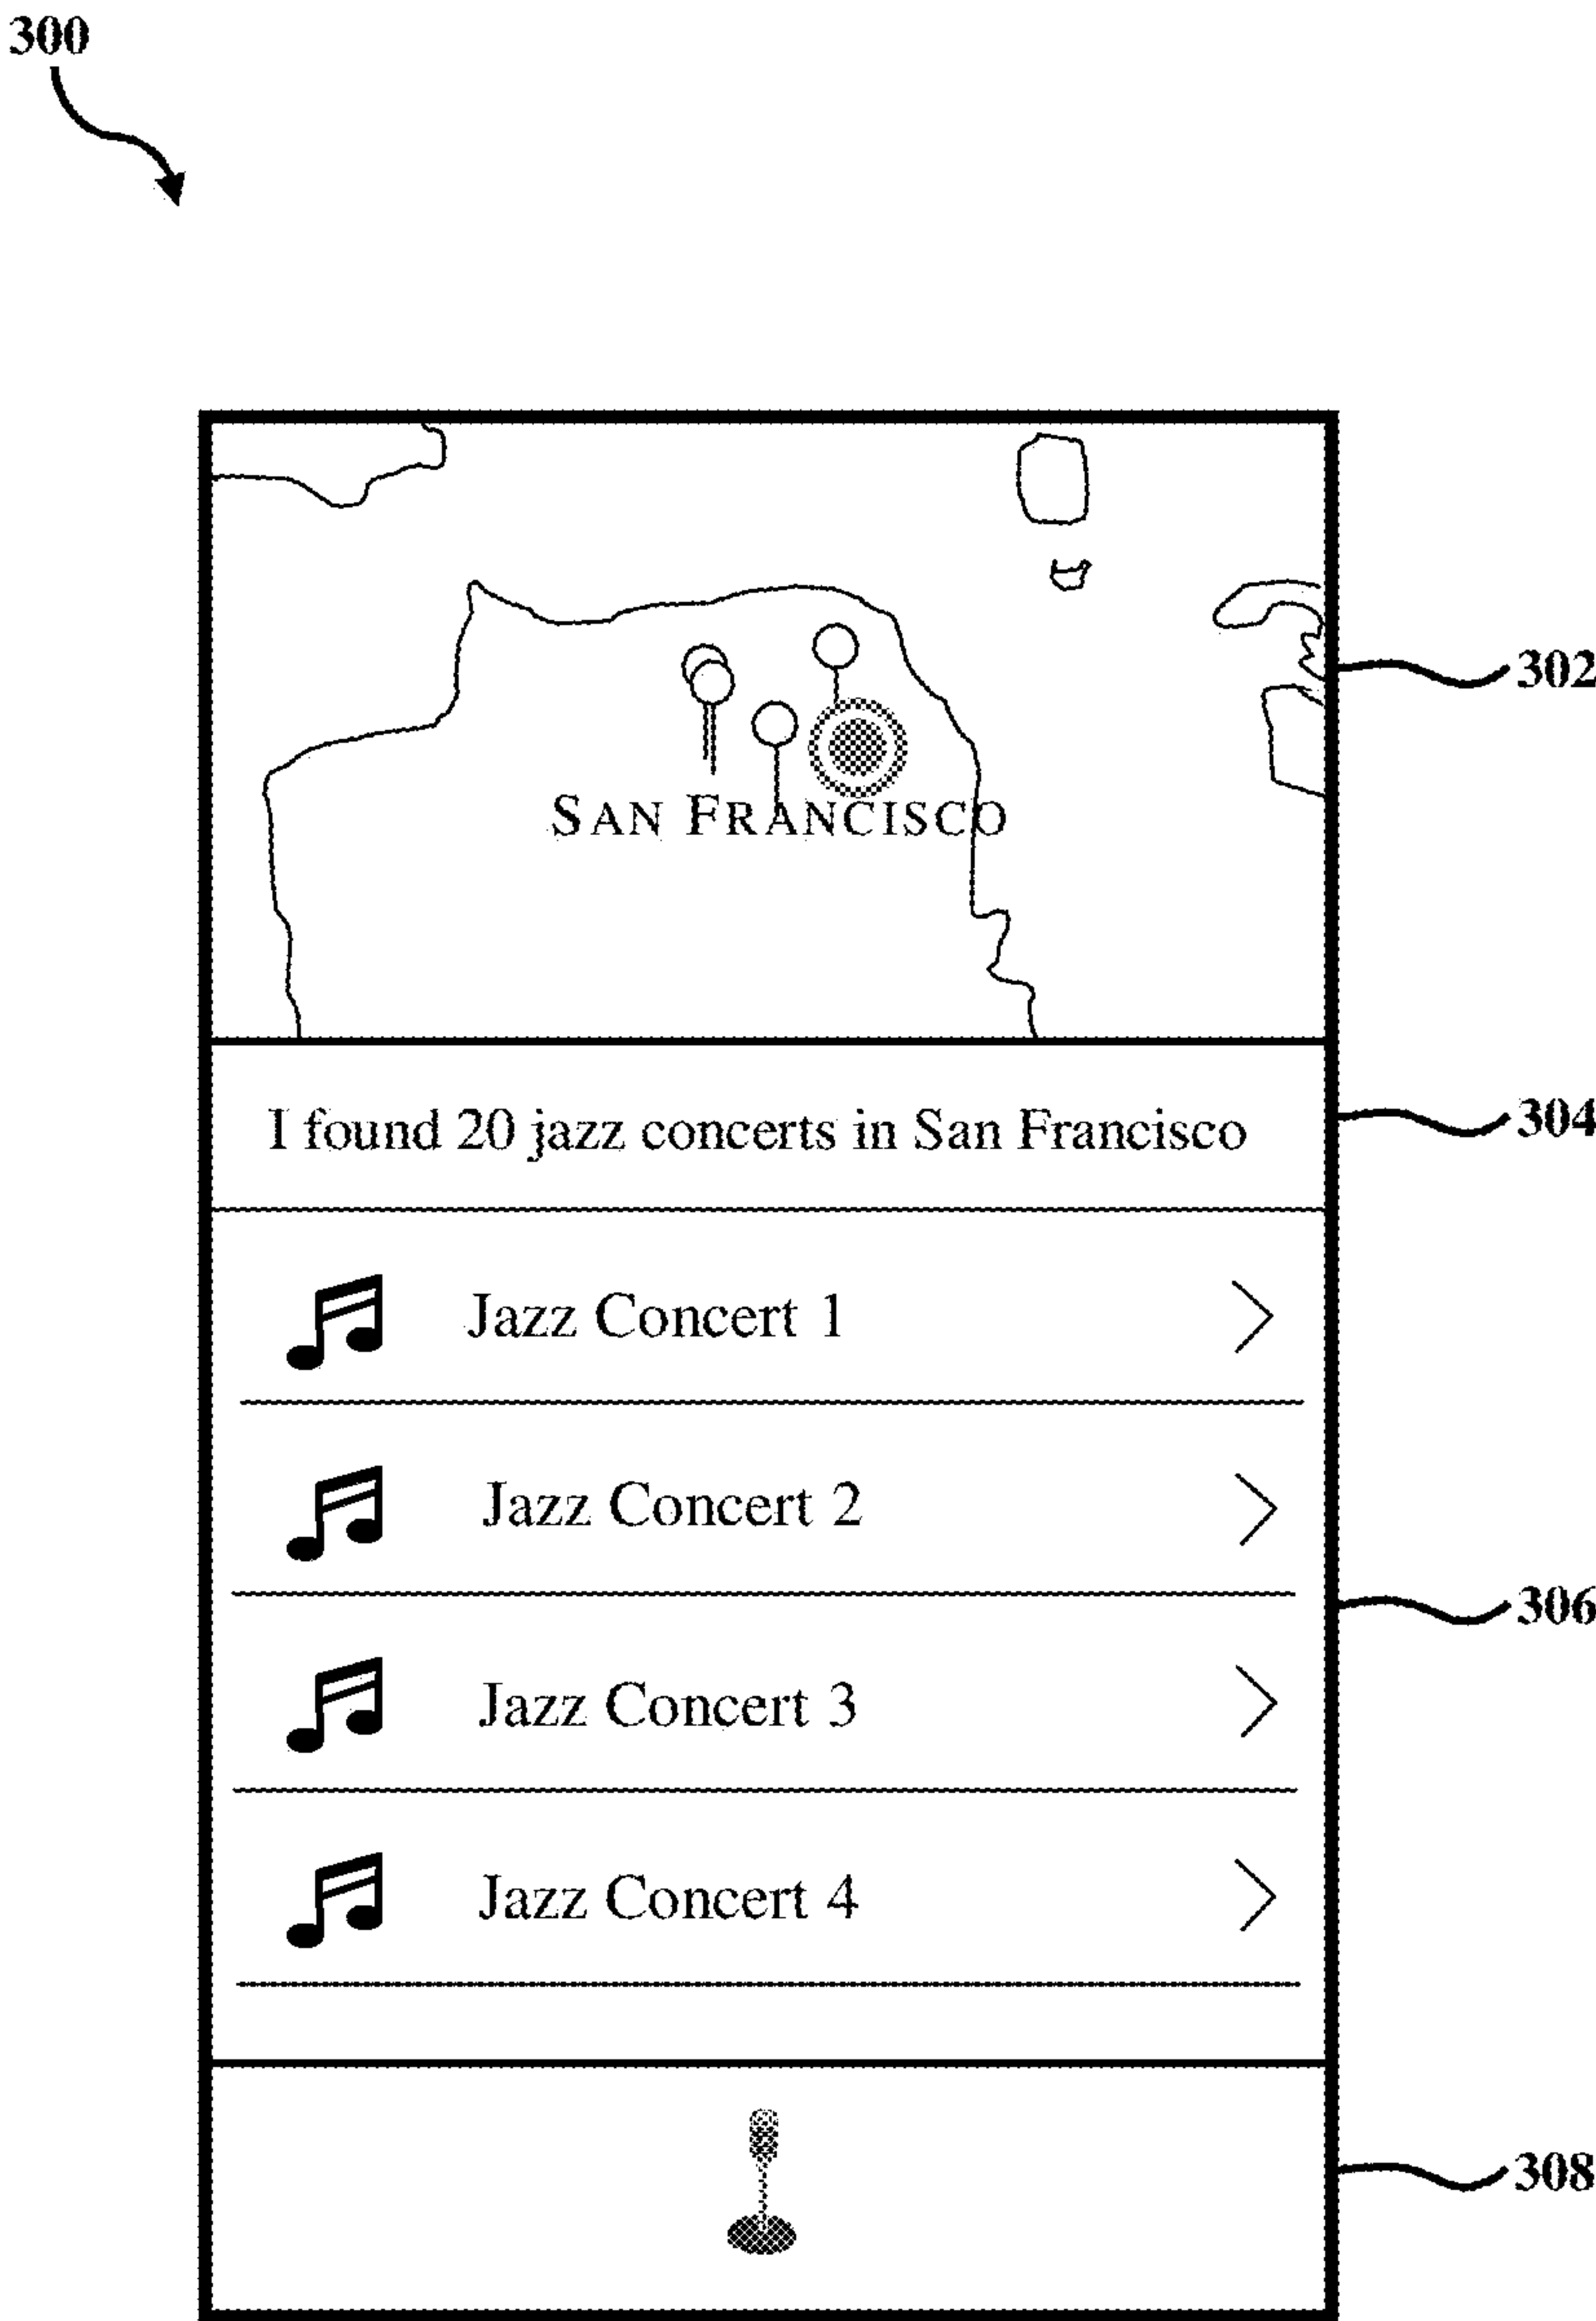 300
302
SAN FRANCISCO
I found 20 jazz concerts in San Francisco
304
Jazz Concert 1
Jazz Concert 2
306
Jazz Concert 3
Jazz Concert 4
308